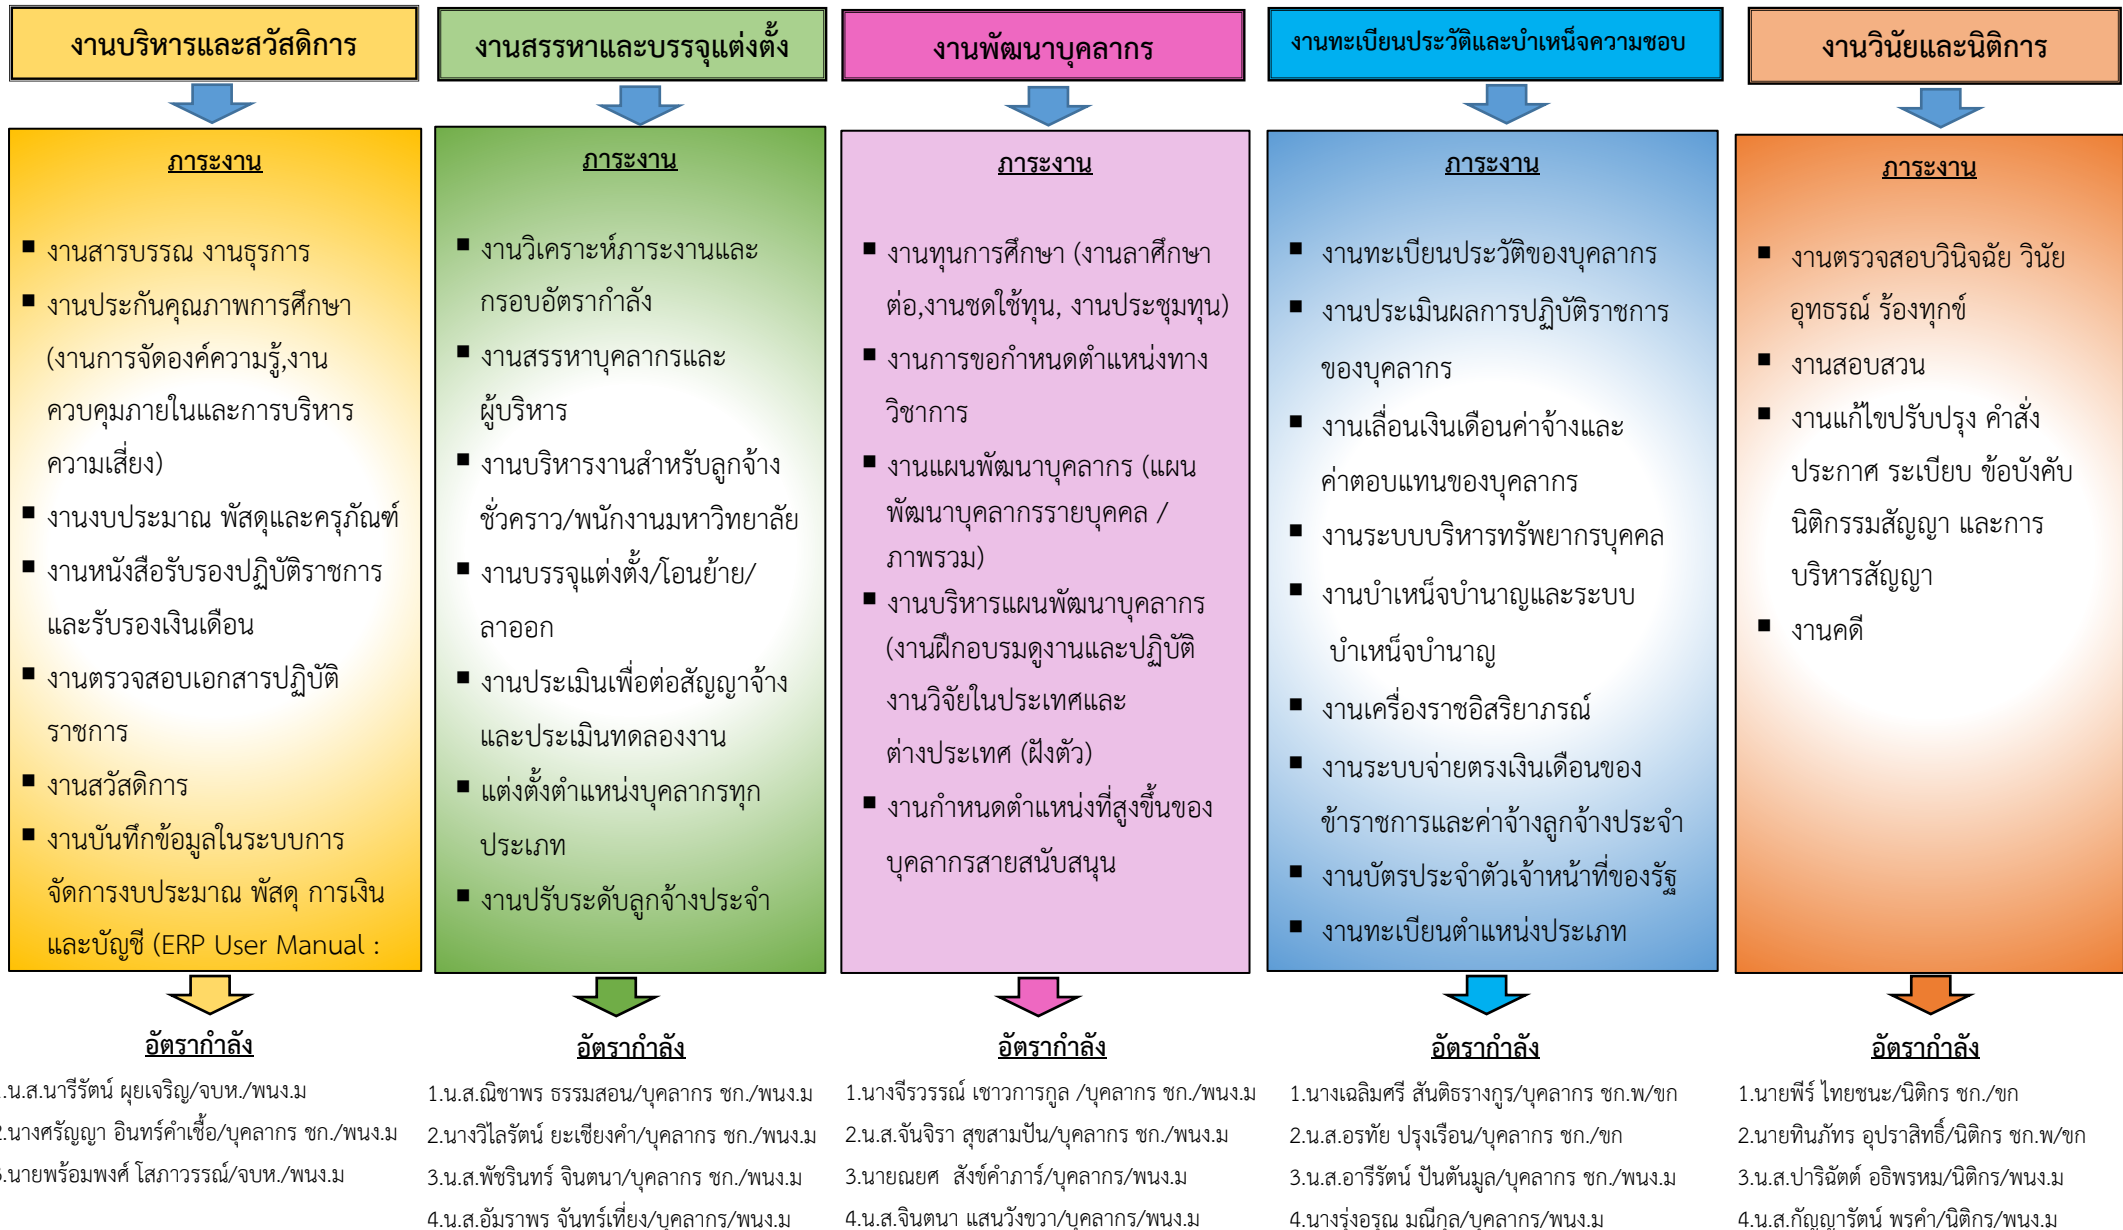 งานบริหารและสวัสดิการ
ภาระงาน
■ งานสารบรรณ งานธุรการ
■ งานประกันคุณภาพการศึกษา
(งานการจัดองค์ความรู้,งาน
ควบคุมภายในและการบริหาร
ความเสี่ยง)
■ งานงบประมาณ พัสดุและครุภัณฑ์
■ งานหนังสือรับรองปฏิบัติราชการ
และรับรองเงินเดือน
■ งานตรวจสอบเอกสารปฏิบัติ
ราชการ
■ งานสวัสดิการ
■ งานบันทึกข้อมูลในระบบการ
จัดการงบประมาณ พัสดุ การเงิน
และบัญชี (ERP User Manual :
อัตรากำลัง
.น.ส.นารีรัตน์ ผุยเจริญ/จบห./พนง.ม
2.นางศรัญญา อินทร์คำเชื้อ/บุคลากร ชก./พนง.ม
3.นายพร้อมพงศ์ โสภาวรรณ์/จบห./พนง.ม
งานสรรหาและบรรจุแต่งตั้ง
ภาระงาน
■ งานวิเคราะห์ภาระงานและ
กรอบอัตรากำลัง
■ งานสรรหาบุคลากรและ
ผู้บริหาร
■ งานบริหารงานสำหรับลูกจ้าง
ชั่วคราว/พนักงานมหาวิทยาลัย
■ งานบรรจุแต่งตั้ง/โอนย้าย/
ลาออก
■ งานประเมินเพื่อต่อสัญญาจ้าง
และประเมินทดลองงาน
■ แต่งตั้งตำแหน่งบุคลากรทุก
ประเภท
■ งานปรับระดับลูกจ้างประจำ
อัตรากำลัง
1.น.ส.ณิชาพร ธรรมสอน/บุคลากร ชก./พนง.ม
2.นางวิไลรัตน์ ยะเชียงคำ/บุคลากร ชก./พนง.ม
3.น.ส.พัชรินทร์ จินตนา/บุคลากร ชก./พนง.ม
4.น.ส.อัมราพร จันทร์เที่ยง/บุคลากร/พนง.ม
งานพัฒนาบุคลากร
ภาระงาน
■ งานทุนการศึกษา (งานลาศึกษา
ต่อ,งานชดใช้ทุน, งานประชุมทุน)
■ งานการขอกำหนดตำแหน่งทาง
วิชาการ
■ งานแผนพัฒนาบุคลากร (แผน
พัฒนาบุคลากรรายบุคคล /
ภาพรวม)
■ งานบริหารแผนพัฒนาบุคลากร
(งานฝึกอบรมดูงานและปฏิบัติ
งานวิจัยในประเทศและ
ต่างประเทศ (ฝังตัว)
■ งานกำหนดตำแหน่งที่สูงขึ้นของ
บุคลากรสายสนับสนุน
อัตรากำลัง
1.นางจีรวรรณ์ เชาวการกูล /บุคลากร ชก./พนง.ม
2.น.ส.จันจิรา สุขสามปัน/บุคลากร ชก./พนง.ม
3.นายณยศ สังข์คำภาร์/บุคลากร/พนง.ม
4.น.ส.จินตนา แสนวังขวา/บุคลากร/พนง.ม
งานทะเบียนประวัติและบำเหน็จความชอบ
ภาระงาน
■ งานทะเบียนประวัติของบุคลากร
■ งานประเมินผลการปฏิบัติราชการ
ของบุคลากร
■ งานเลื่อนเงินเดือนค่าจ้างและ
ค่าตอบแทนของบุคลากร
■ งานระบบบริหารทรัพยากรบุคคล
■ งานบำเหน็จบำนาญและระบบ
บำเหน็จบำนาญ
■ งานเครื่องราชอิสริยาภรณ์
■ งานระบบจ่ายตรงเงินเดือนของ
ข้าราชการและค่าจ้างลูกจ้างประจำ
■ งานบัตรประจำตัวเจ้าหน้าที่ของรัฐ
■ งานทะเบียนตำแหน่งประเภท
อัตรากำลัง
1.นางเฉลิมศรี สันติธรางกูร/บุคลากร ชก.พ/ขก
2.น.ส.อรทัย ปรุงเรือน/บุคลากร ชก./ขก
3.น.ส.อารีรัตน์ ปันตันมูล/บุคลากร ชก./พนง.ม
4.นางรุ่งอรุณ มณีกูล/บุคลากร/พนง.ม
งานวินัยและนิติการ
ภาระงาน
■ งานตรวจสอบวินิจฉัย วินัย
อุทธรณ์ ร้องทุกข์
■ งานสอบสวน
■ งานแก้ไขปรับปรุง คำสั่ง
ประกาศ ระเบียบ ข้อบังคับ
นิติกรรมสัญญา และการ
บริหารสัญญา
■ งานคดี
อัตรากำลัง
1.นายพีร์ ไทยชนะ/นิติกร ชก./ขก
2.นายทินภัทร อุปราสิทธิ์/นิติกร ชก.พ/ขก
3.น.ส.ปาริฉัตต์ อธิพรหม/นิติกร/พนง.ม
4.น.ส.กัญญารัตน์ พรคำ/นิติกร/พนง.ม